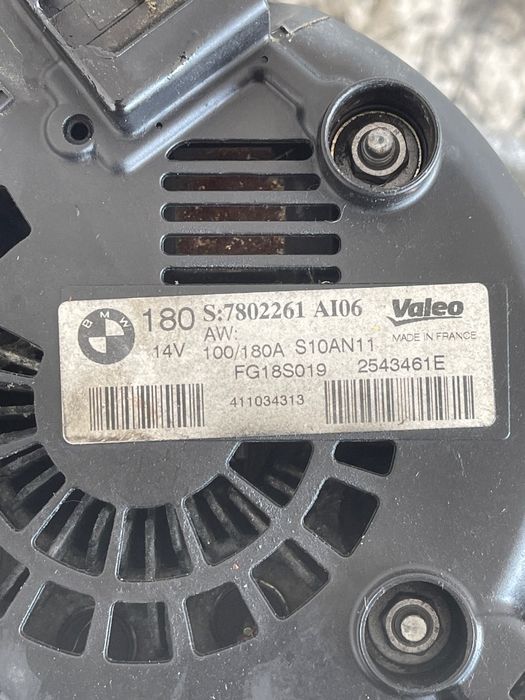 BMW 180 S:7802261 AI06 Valeo
AW: MADE IN FRANCE
14V 100/180A S10AN11
FG18S019 2543461E
411034313